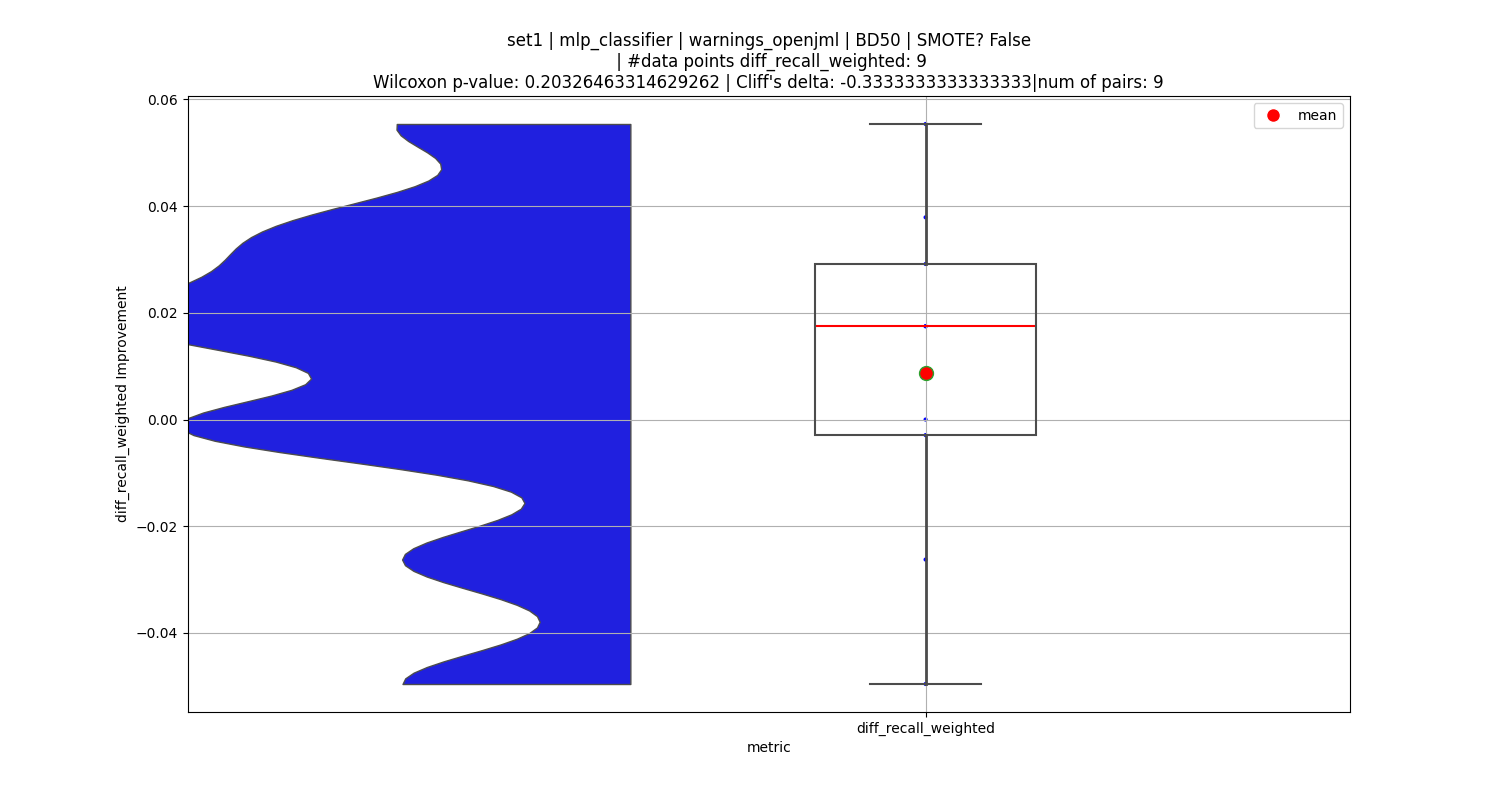 set1 | mlp_classifier | warnings_openjml | BD50 | SMOTE? False
| #data points diff_recall_weighted: 9
Wilcoxon p-value: 0.20326463314629262 | Cliff's delta: -0.3333333333333333|num of pairs: 9
mean
0.06
0.04
0.02
0.00
−0.02
−0.04
diff_recall_weighted Improvement
diff_recall_weighted
metric